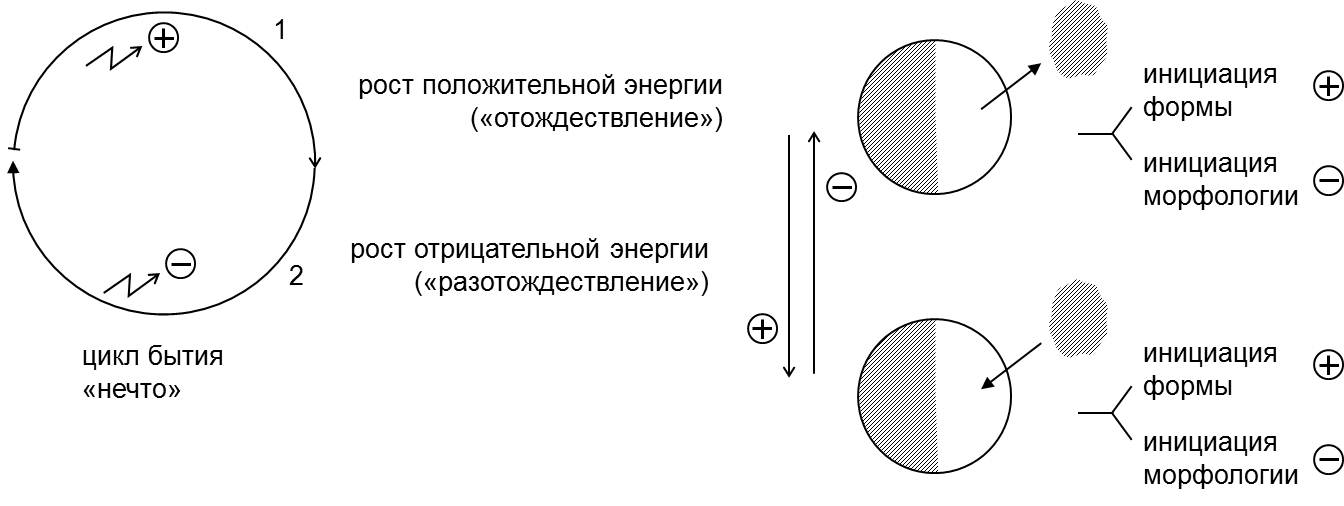 1
+
рост положительной энергии
(«отождествление»)
инициация
формы
+
инициация
морфологии
−
−
рост отрицательной энергии
(«разотождествление»)
−
2
+
цикл бытия
«нечто»
инициация
формы
+
инициация
морфологии
−